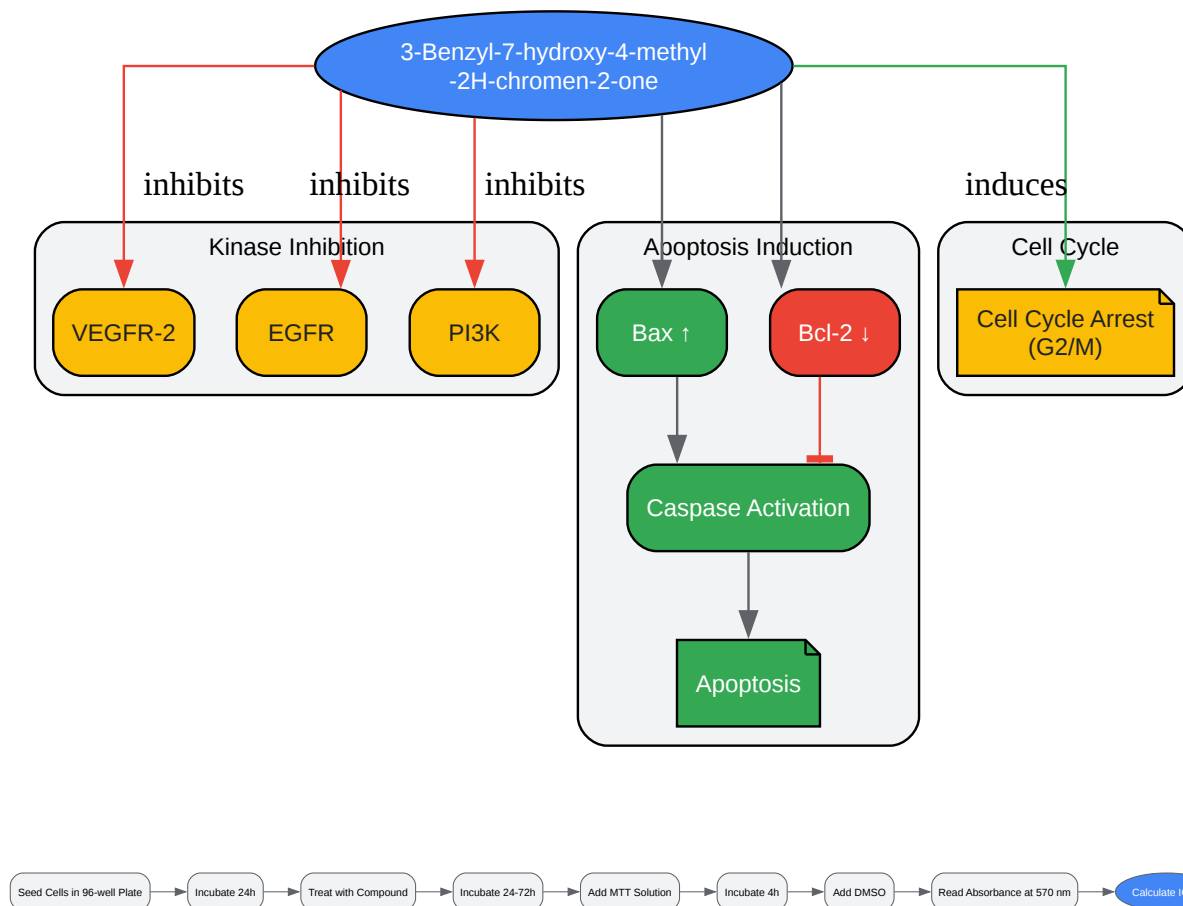 3-Benzyl-7-hydroxy-4-methyl
-2H-chromen-2-one
inhibits
inhibits
inhibits
induces
Kinase Inhibition
Apoptosis Induction
Cell Cycle
VEGFR-2
EGFR
PI3K
Bax ↑
Bcl-2 ↓
Cell Cycle Arrest
(G2/M)
Caspase Activation
Apoptosis
Seed Cells in 96-well Plate
Incubate 24h
Treat with Compound
Incubate 24-72h
Add MTT Solution
Incubate 4h
Add DMSO
Read Absorbance at 570 nm
Calculate